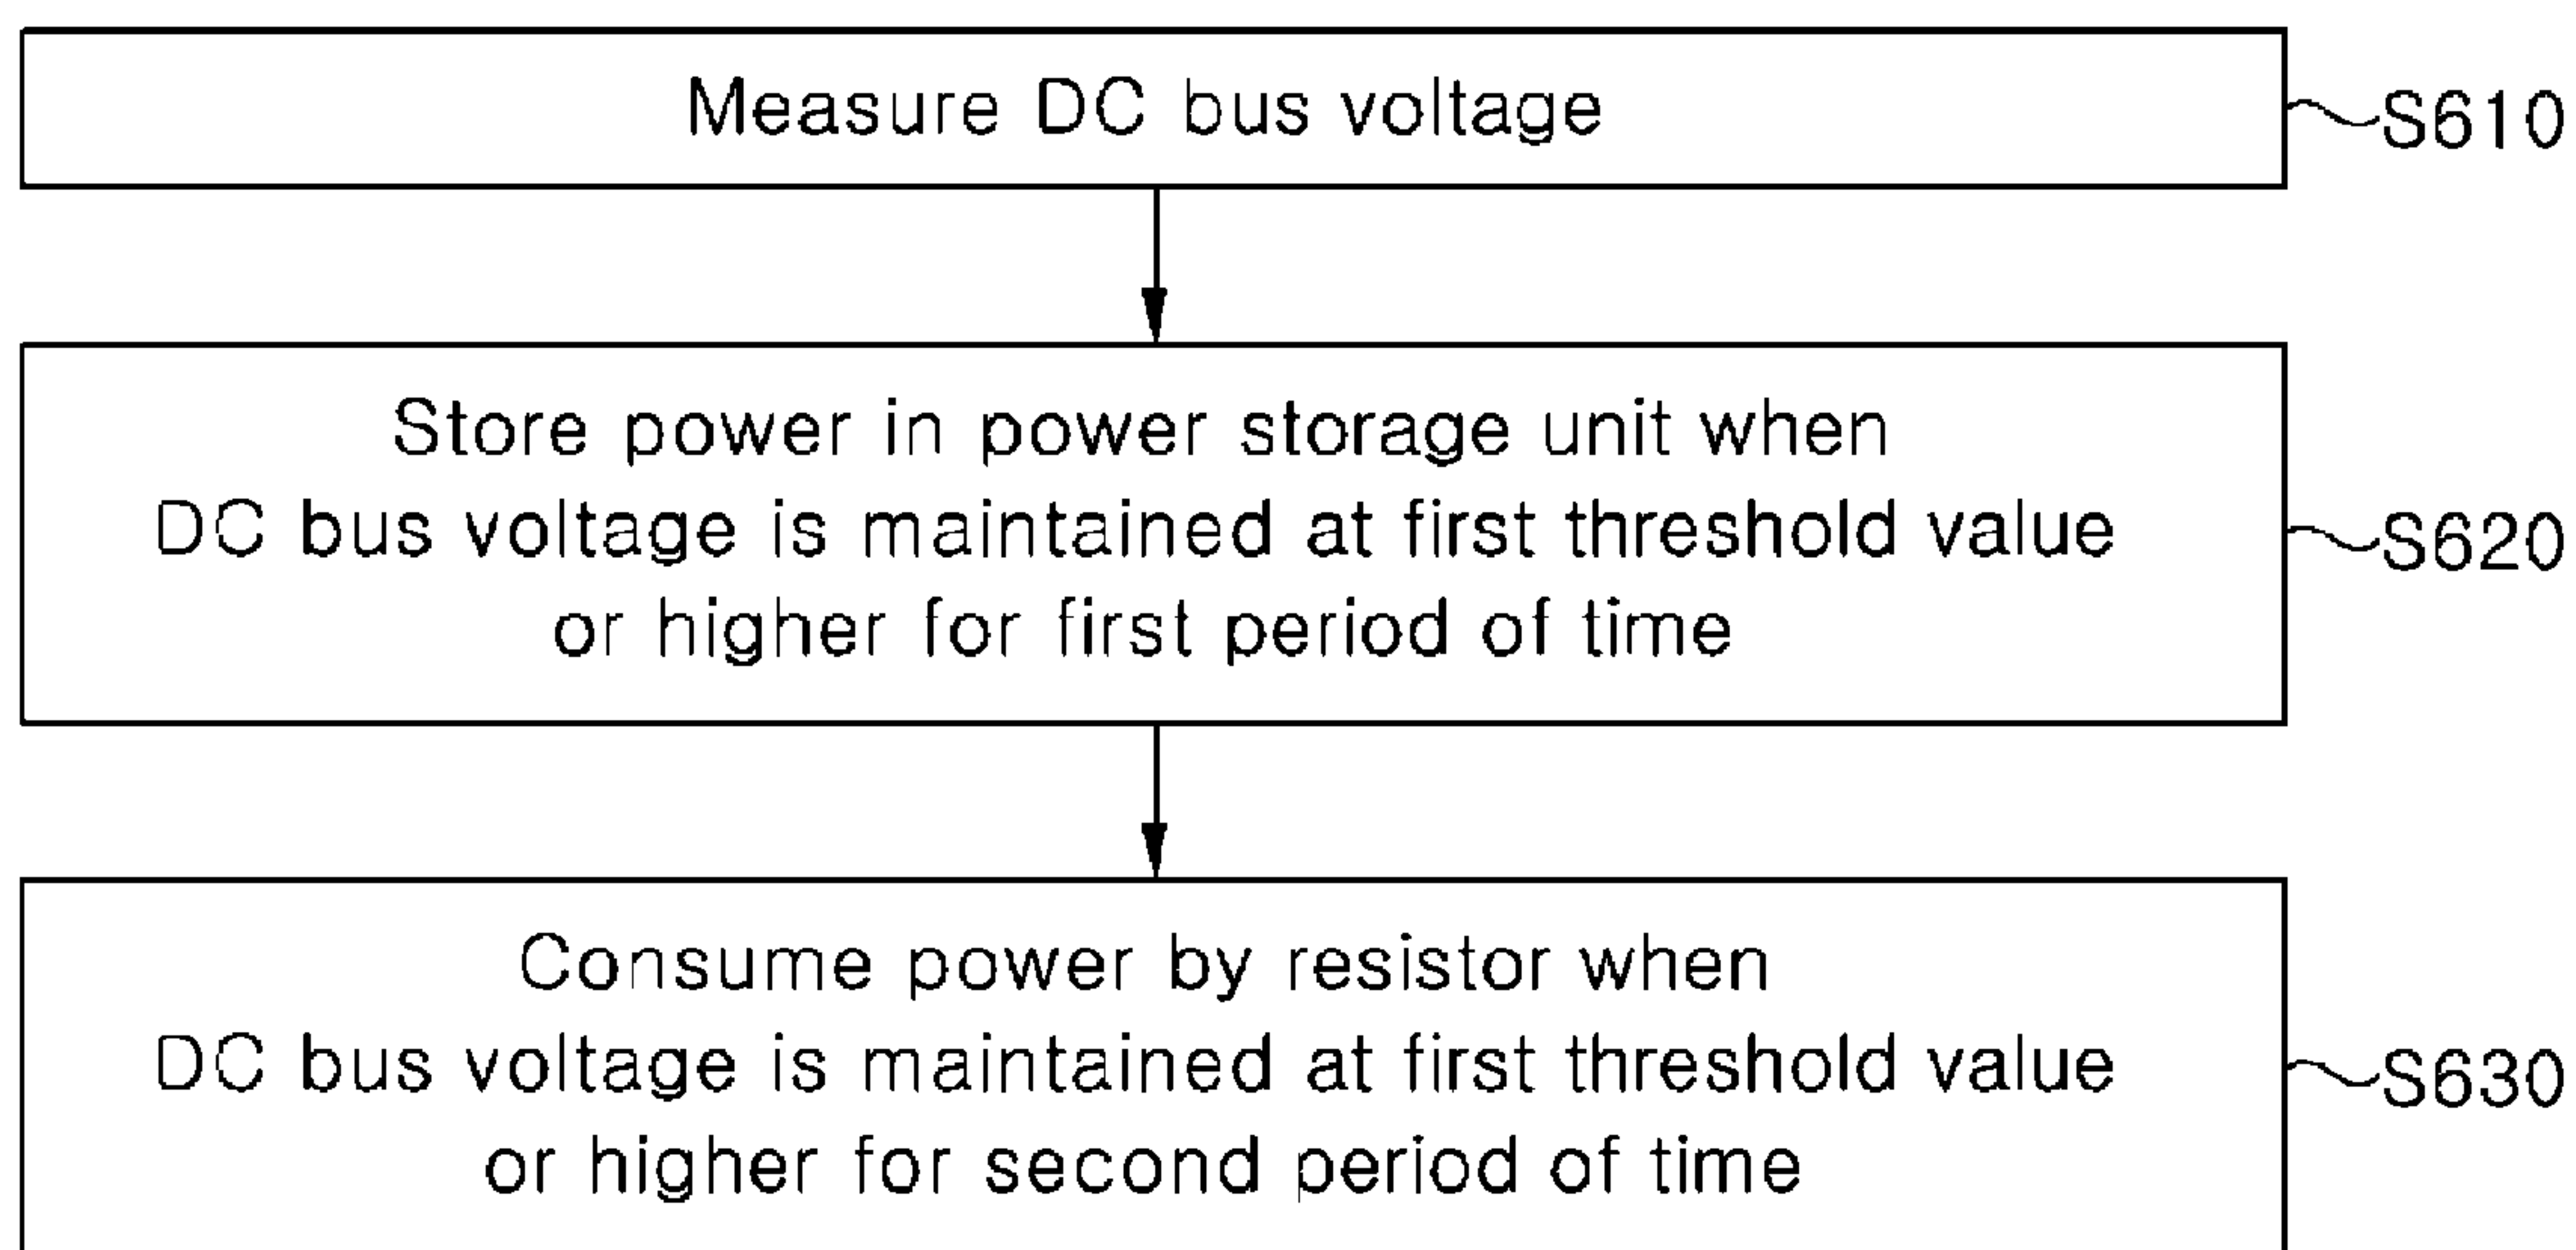 Measure DC bus voltage
S610
Store power in power storage unit when
DC bus voltage is maintained at first threshold value
or higher for first period of time
S620
Consume power by resistor when
DC bus voltage is maintained at first threshold value
or higher for second period of time
S630